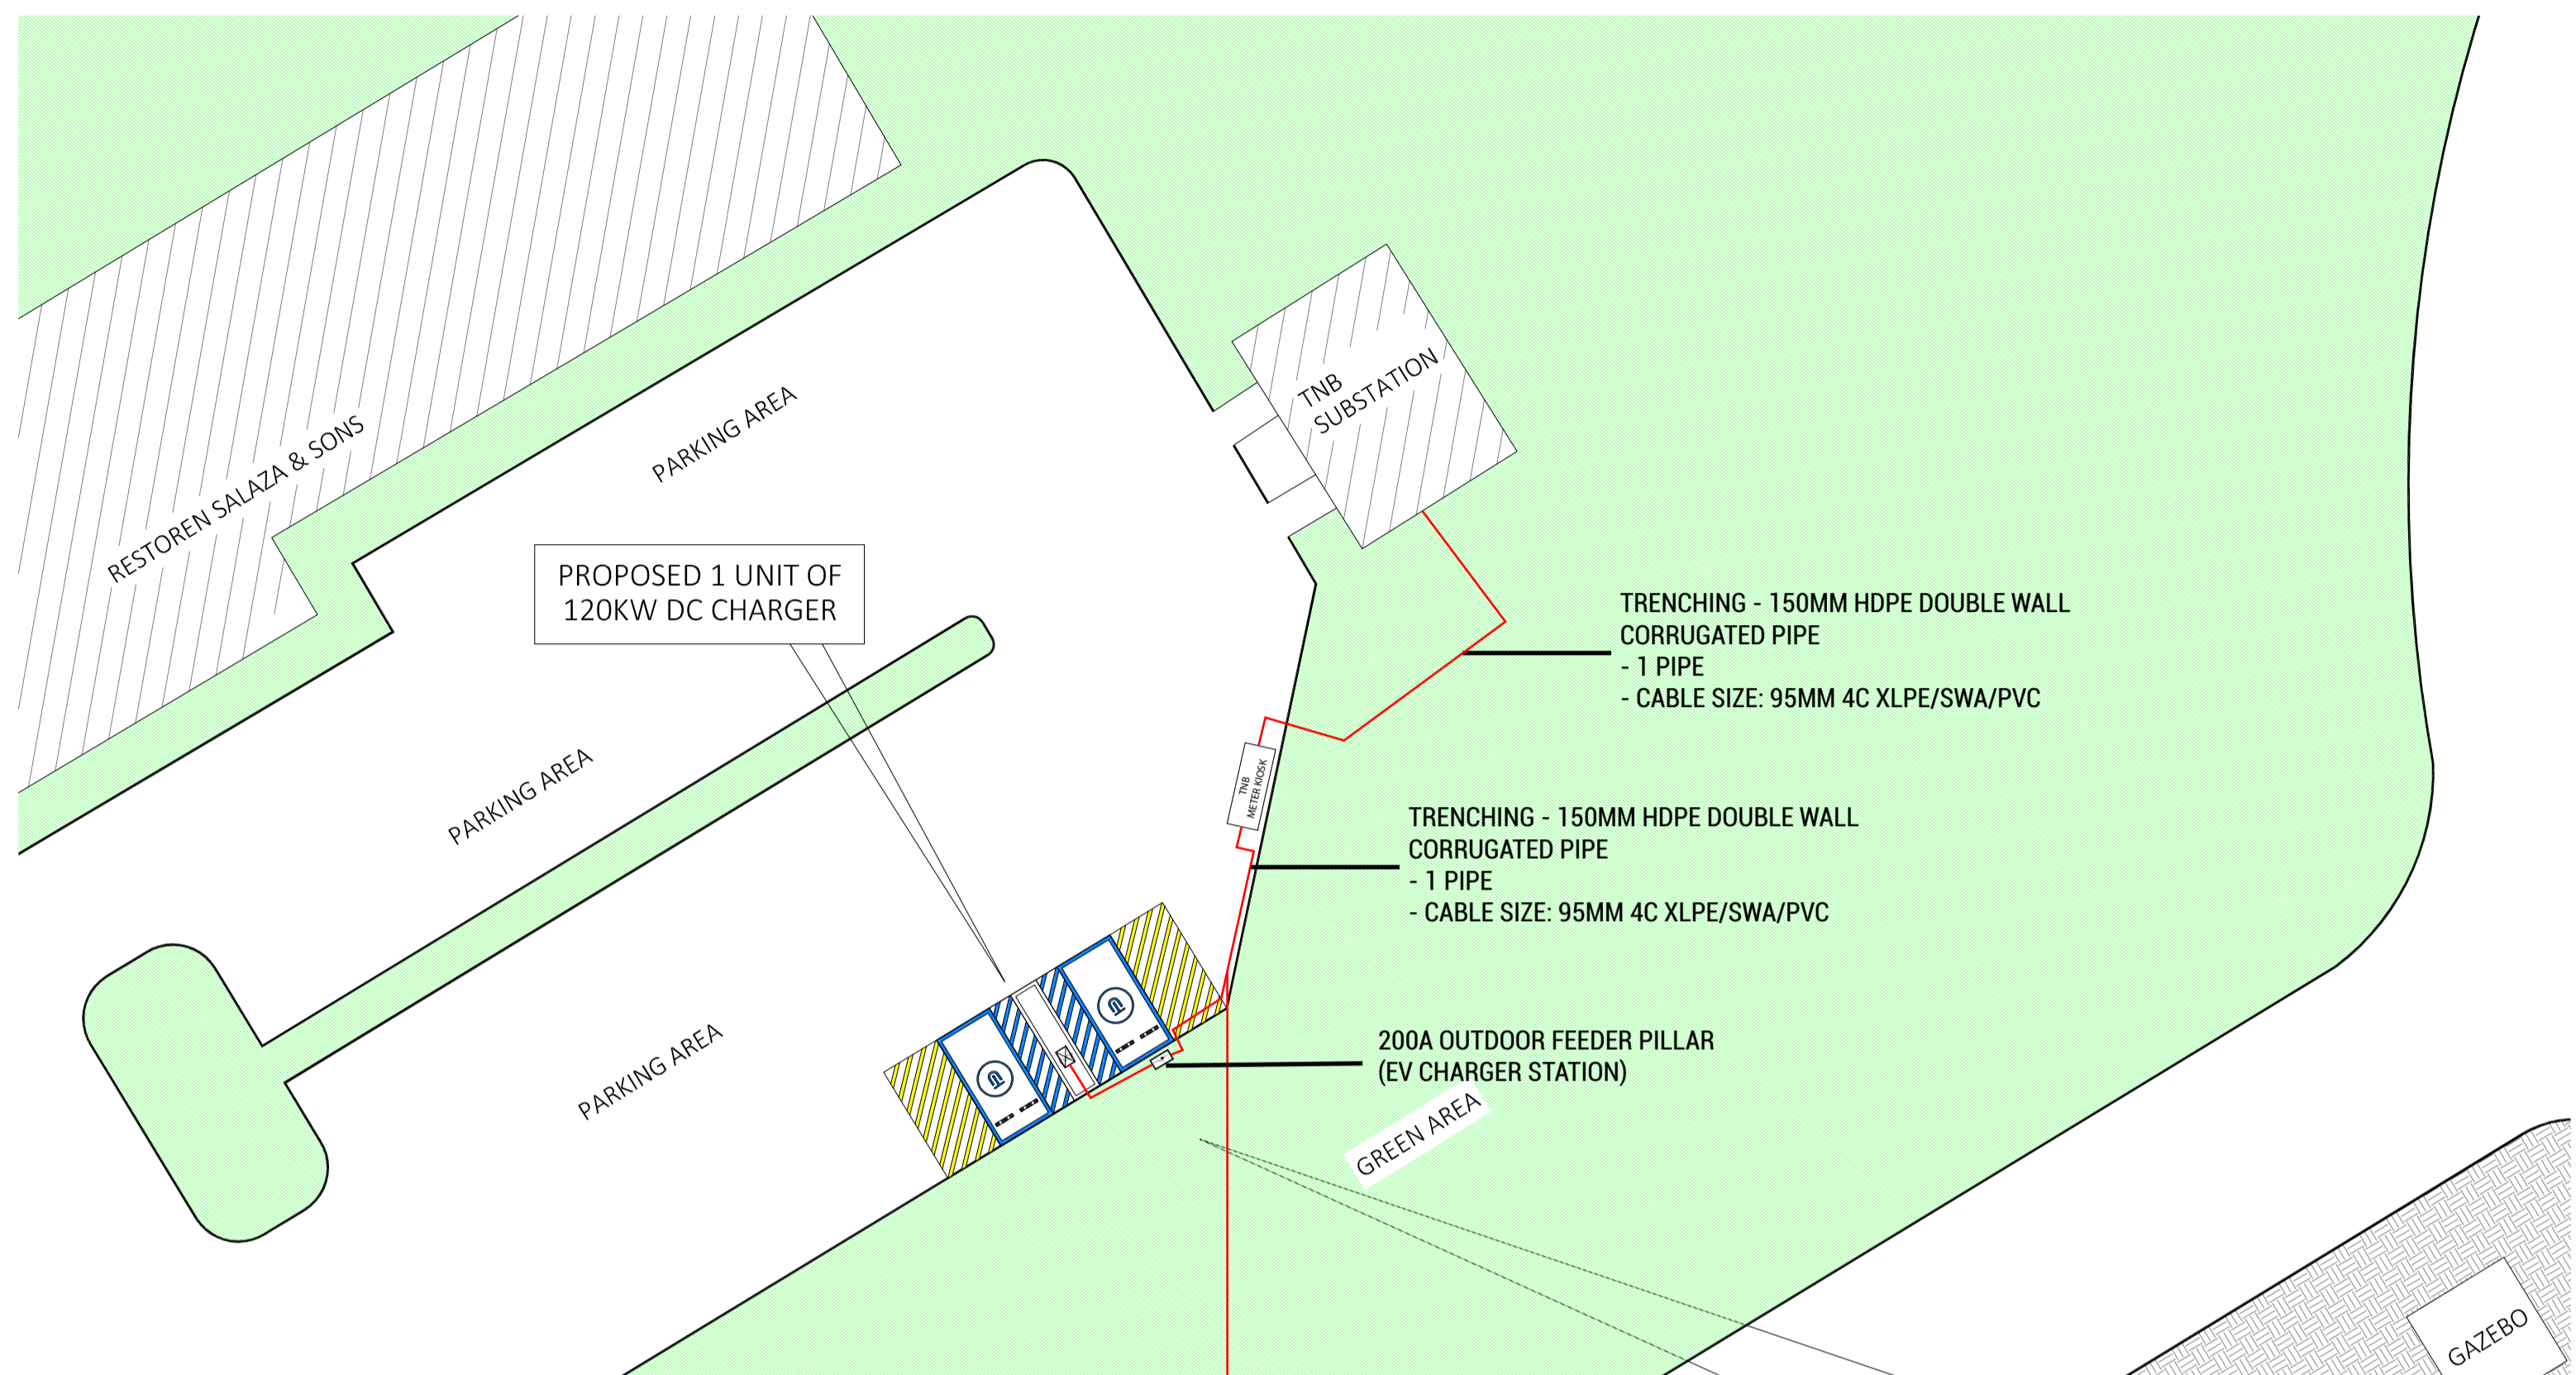 RESTOREN SALAZA & SONS
PARKING AREA
TNB
SUBSTATION
PROPOSED 1 UNIT OF
120KW DC CHARGER
TRENCHING - 150MM HDPE DOUBLE WALL
CORRUGATED PIPE
- 1 PIPE
- CABLE SIZE: 95MM 4C XLPE/SWA/PVC
PARKING AREA
TNB
METER KIOSK
TRENCHING - 150MM HDPE DOUBLE WALL
CORRUGATED PIPE
- 1 PIPE
- CABLE SIZE: 95MM 4C XLPE/SWA/PVC
PARKING AREA
200A OUTDOOR FEEDER PILLAR
(EV CHARGER STATION)
GREEN AREA
GAZEBO